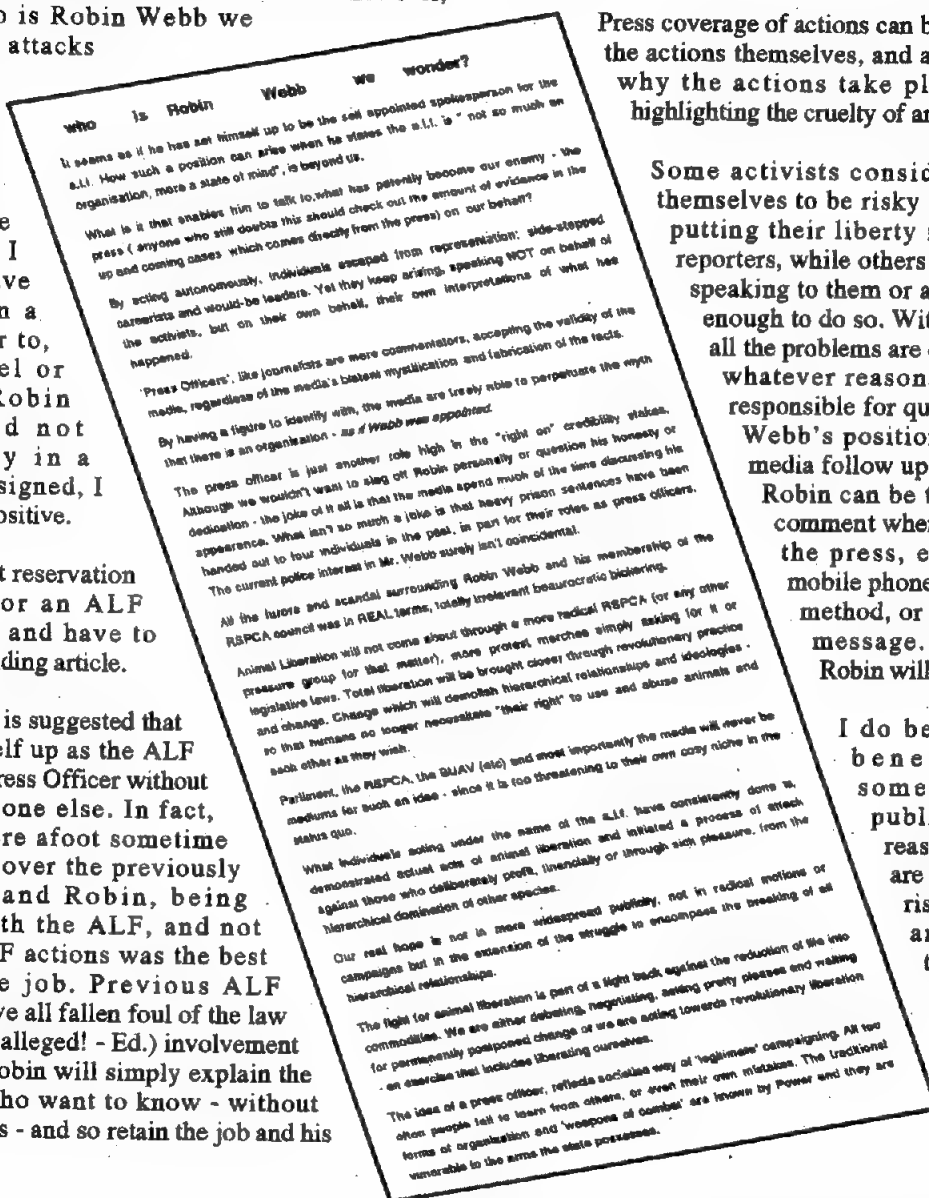 o is Robin Webb we
attacks
e
I
ve
n a
r to,
el or
Robin
d not
y in a
signed, I
ositive.
t reservation
or an ALF
and have to
ding article.
is suggested that
elf up as the ALF
ress Officer without
one else. In fact,
re afoot sometime
over the previously
and Robin, being
th the ALF, and not
F actions was the best
e job. Previous ALF
ve all fallen foul of the law
alleged! - Ed.) involvement
obin will simply explain the
ho want to know - without
s - and so retain the job and his
who is Robin Webb we wonder?
It seems as if he has set himself up to be the self appointed spokesperson for the
a.l.f. How such a position can arise when he states the a.l.f. is " not so much an
organisation, more a state of mind", is beyond us.
What is it that enables him to talk to,what has patently become our enemy - the
press ( anyone who still doubts this should check out the amount of evidence in the
up and coming cases which comes directly from the press) on our behalf?
By acting autonomously, individuals escaped from representation: side-stepped
careerists and would-be leaders. Yet they keep arising, speaking NOT on behalf of
the activists, but on their own behalf, their own interpretations of what has
happened.
'Press Officers', like journalists are mere commentators, accepting the validity of the
media, regardless of the media's blatent mystification and fabrication of the facts.
By having a figure to identify with, the media are freely able to perpetuate the myth
that there is an organisation - as if Webb was appointed.
The press officer is just another role high in the "right on" credibility stakes,
Although we wouldn't want to slag off Robin personally or question his honesty or
dedication - the joke of it all is that the media spend much of the time discussing his
appearance. What isn't so much a joke is that heavy prison sentences have been
handed out to four individuals in the past, in part for their roles as press officers.
The current police interest in Mr. Webb surely isn't coincidental.
All the furore and scandal surrounding Robin Webb and his membership of the
RSPCA council was in REAL terms, totally irrelevant beaurocratic bickering.
Animal Liberation will not come about through a more radical RSPCA (or any other
pressure group for that matter), more protest marches simply asking for it or
legislative laws. Total liberation will be brought closer through revolutionary practice
and change. Change which will demolish hierarchical relationships and ideologies -
so that humans no longer necessitate "their right" to use and abuse animals and
each other as they wish.
Parliment, the RSPCA, the BUAV (etc) and most importantly the media will never be
mediums for such an idea - since it is too threatening to their own cosy niche in the
status quo.
What individuals acting under the name of the a.l.f. have consistently done is,
demonstrated actual acts of animal liberation and initiated a process of attack
against those who deliberately profit, financially or through sick pleasure, from the
hierarchical domination of other species.
Our real hope is not in more widespread publicity, not in radical motions or
campaigns but in the extension of the struggle to encompass the breaking of all
hierarchical relationships.
The fight for animal liberation is part of a fight back against the reduction of life into
commodities. We are either debating, negotiating, asking pretty pleases and waiting
for permanently postponed change or we are acting towards revolutionary liberation
- an exercise that includes liberating ourselves.
The idea of a press officer, reflects societies way of 'legitimate' campaigning. All too
often people fail to learn from others, or even their own mistakes. The traditional
forms of organisation and 'weapons of combat' are known by Power and they are
vunerable to the arms the state possesses.
Press coverage of actions can b
the actions themselves, and a
why the actions take pl
highlighting the cruelty of an
Some activists consid
themselves to be risky
putting their liberty s
reporters, while others
speaking to them or a
enough to do so. Wit
all the problems are
whatever reason
responsible for qu
Webb's position
media follow up
Robin can be t
comment when
the press, e
mobile phone
method, or
message.
Robin will
I do be
bene
some
publ
reas
are
ris
ar
t